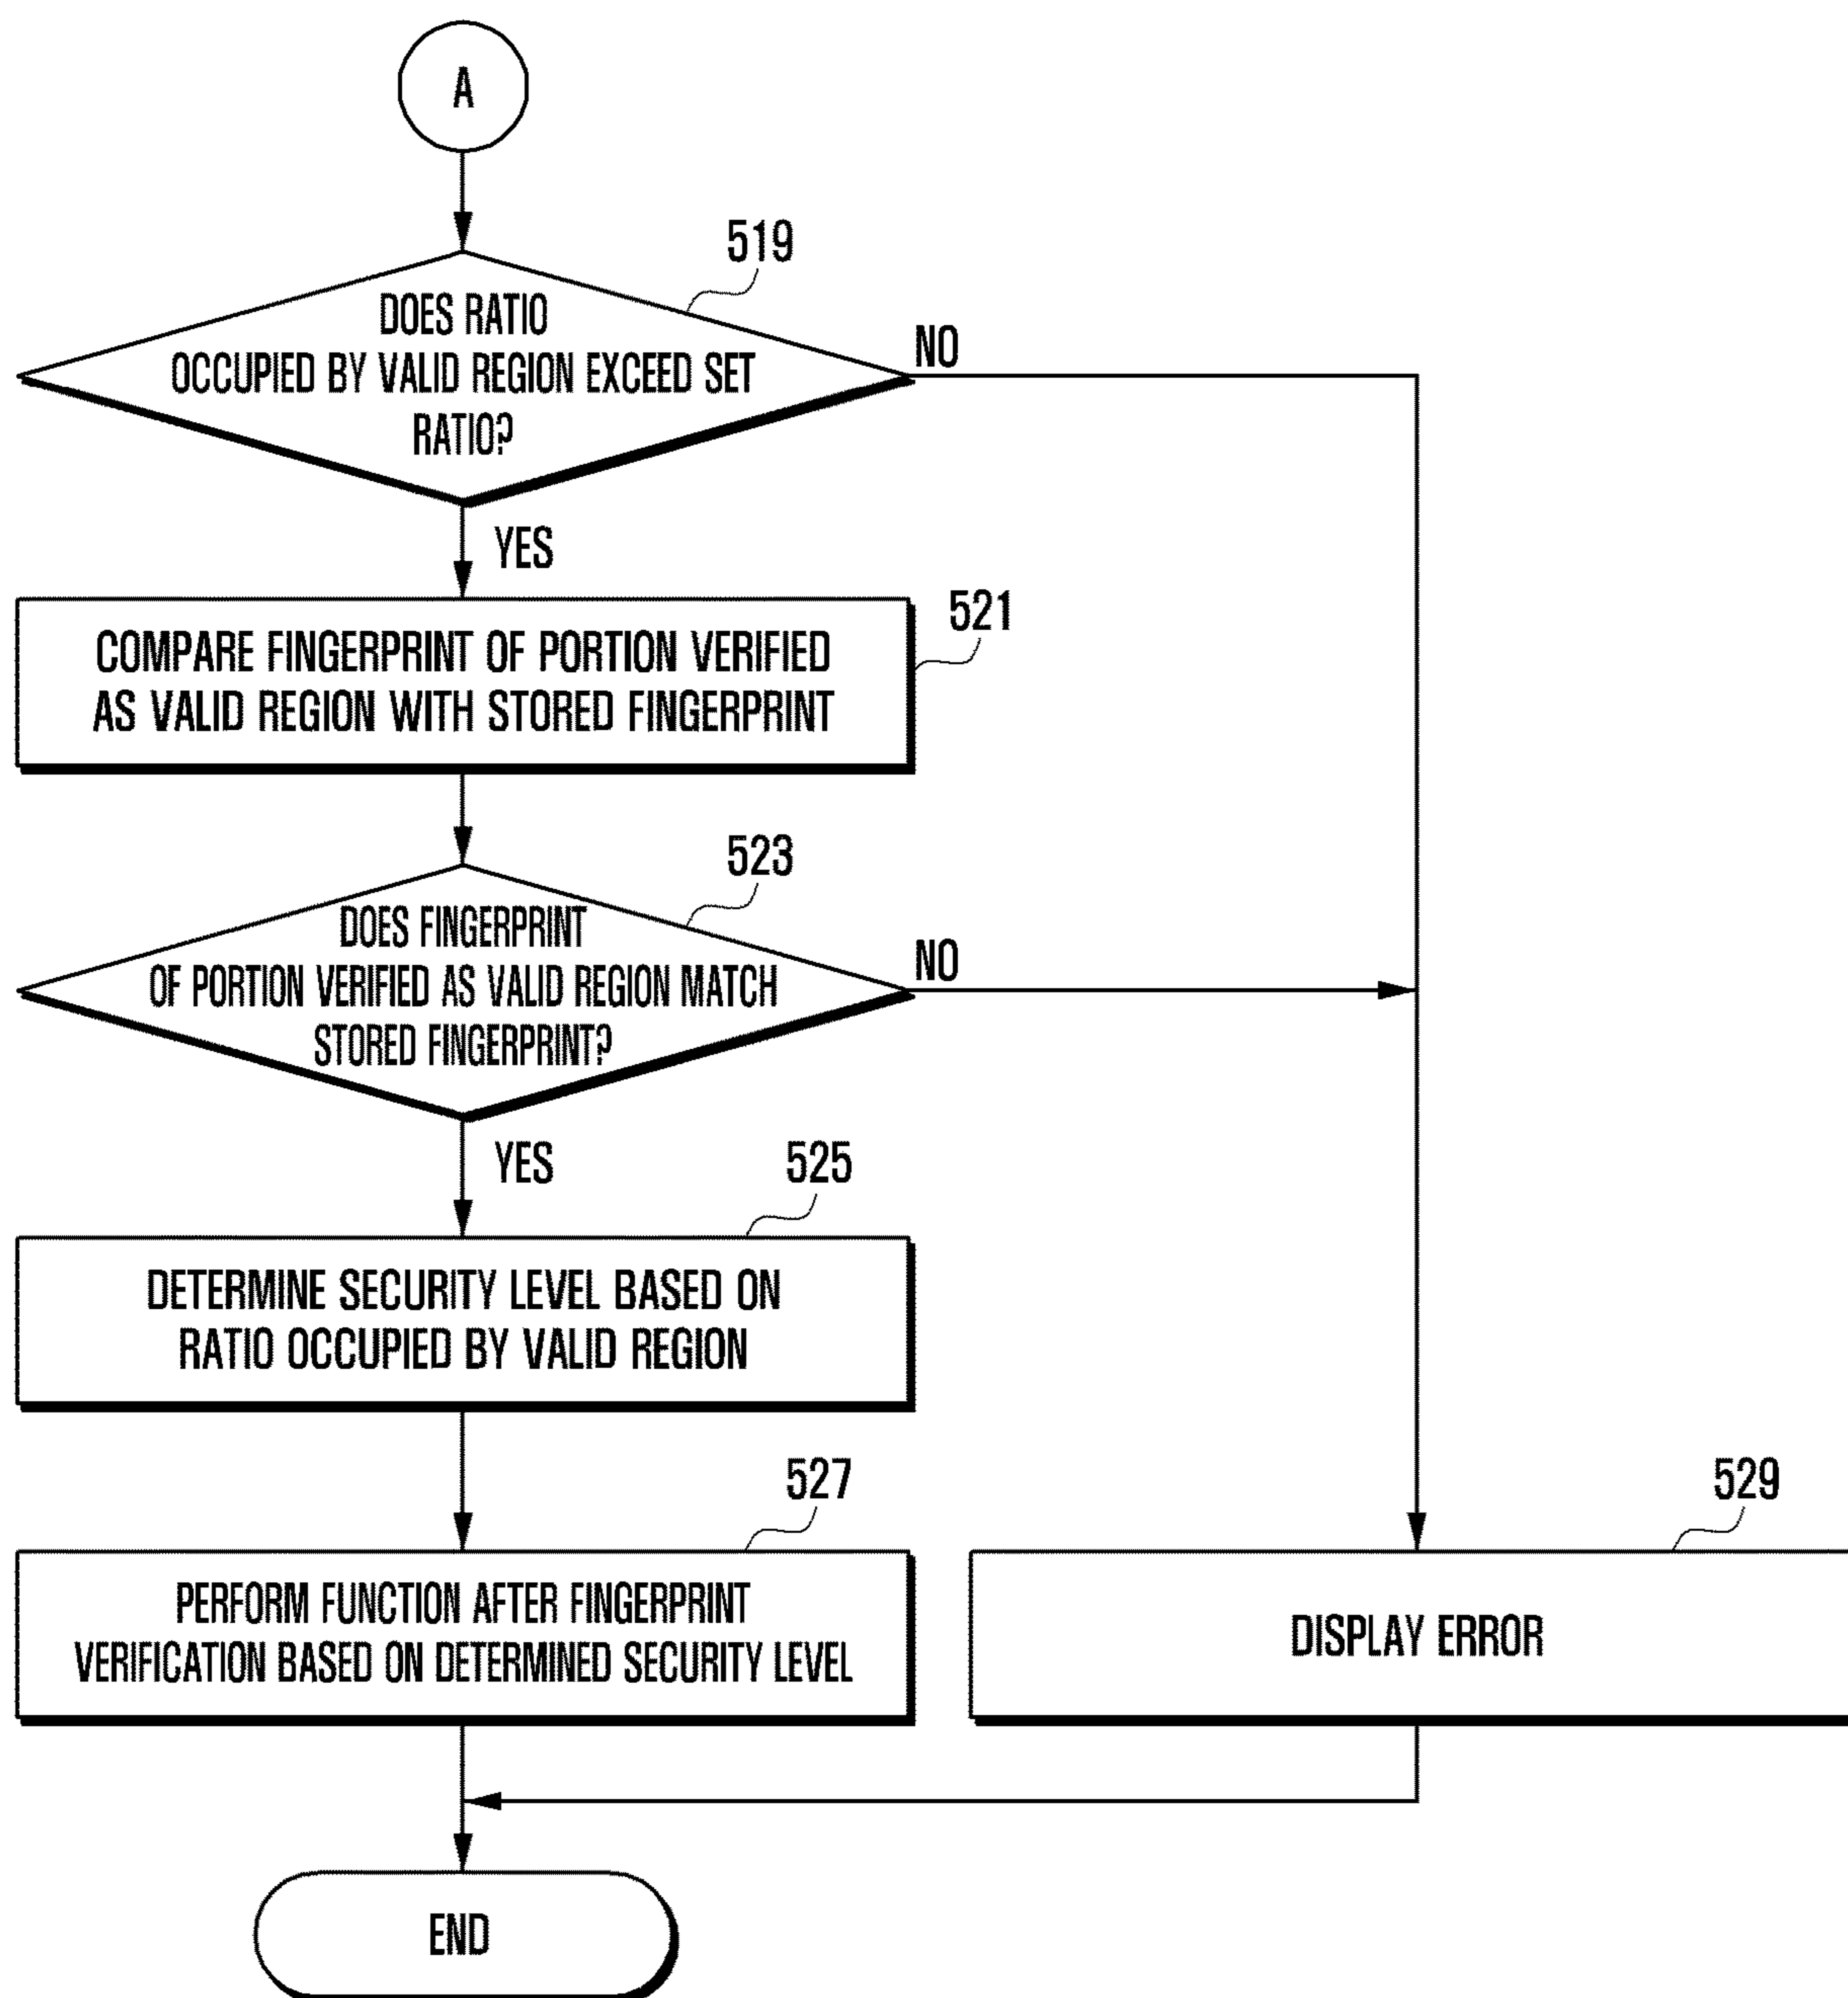 A
519
DOES RATIO
OCCUPIED BY VALID REGION EXCEED SET
RATIO?
NO
YES
521
COMPARE FINGERPRINT OF PORTION VERIFIED
AS VALID REGION WITH STORED FINGERPRINT
523
DOES FINGERPRINT
OF PORTION VERIFIED AS VALID REGION MATCH
STORED FINGERPRINT?
NO
YES
525
DETERMINE SECURITY LEVEL BASED ON
RATIO OCCUPIED BY VALID REGION
527
PERFORM FUNCTION AFTER FINGERPRINT
VERIFICATION BASED ON DETERMINED SECURITY LEVEL
529
DISPLAY ERROR
END